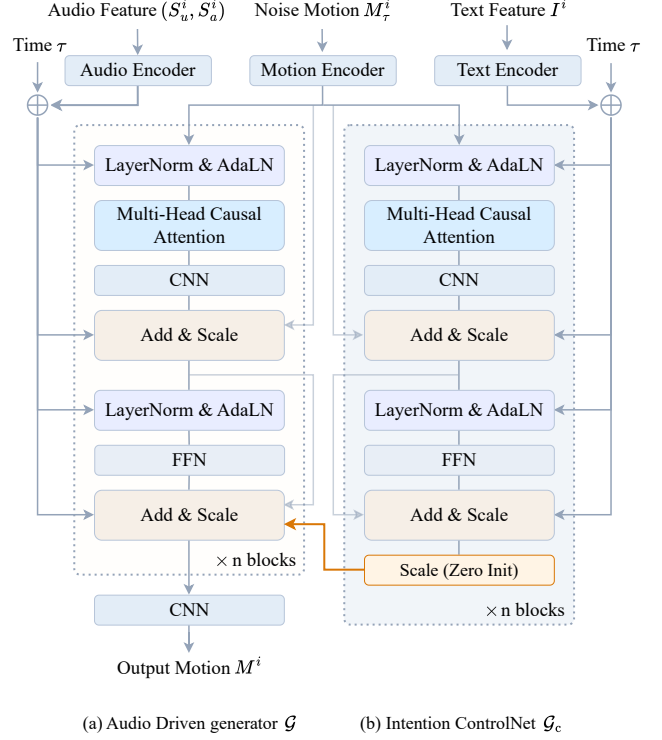 Audio Feature (S_u^i, S_a^i)
Noise Motion M_τ^i
Text Feature I^i
Time τ
Time τ
Audio Encoder
Motion Encoder
Text Encoder
LayerNorm & AdaLN
Multi-Head Causal
Attention
CNN
Add & Scale
LayerNorm & AdaLN
FFN
Add & Scale
× n blocks
CNN
Output Motion M^i
LayerNorm & AdaLN
Multi-Head Causal
Attention
CNN
Add & Scale
LayerNorm & AdaLN
FFN
Add & Scale
Scale (Zero Init)
× n blocks
(a) Audio Driven generator 𝒢
(b) Intention ControlNet 𝒢_c